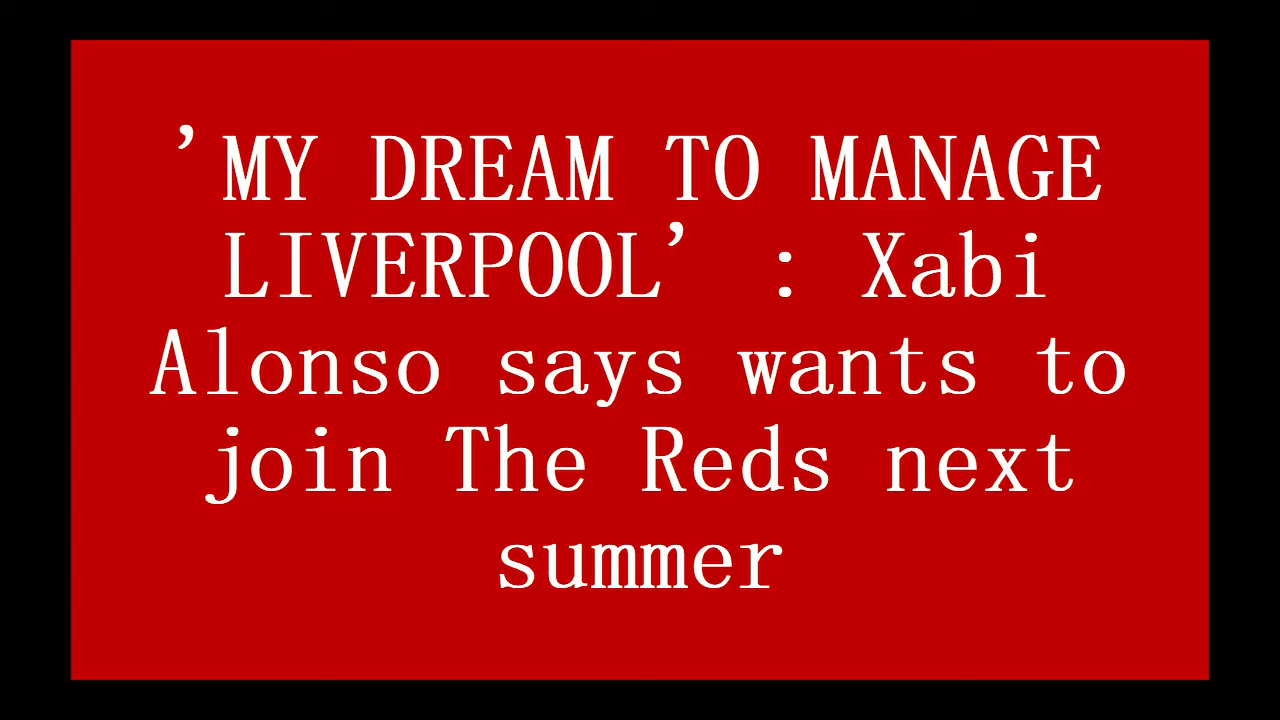 ’MY DREAM TO MANAGE
LIVERPOOL’ : Xabi
Alonso says wants to
join The Reds next
summer